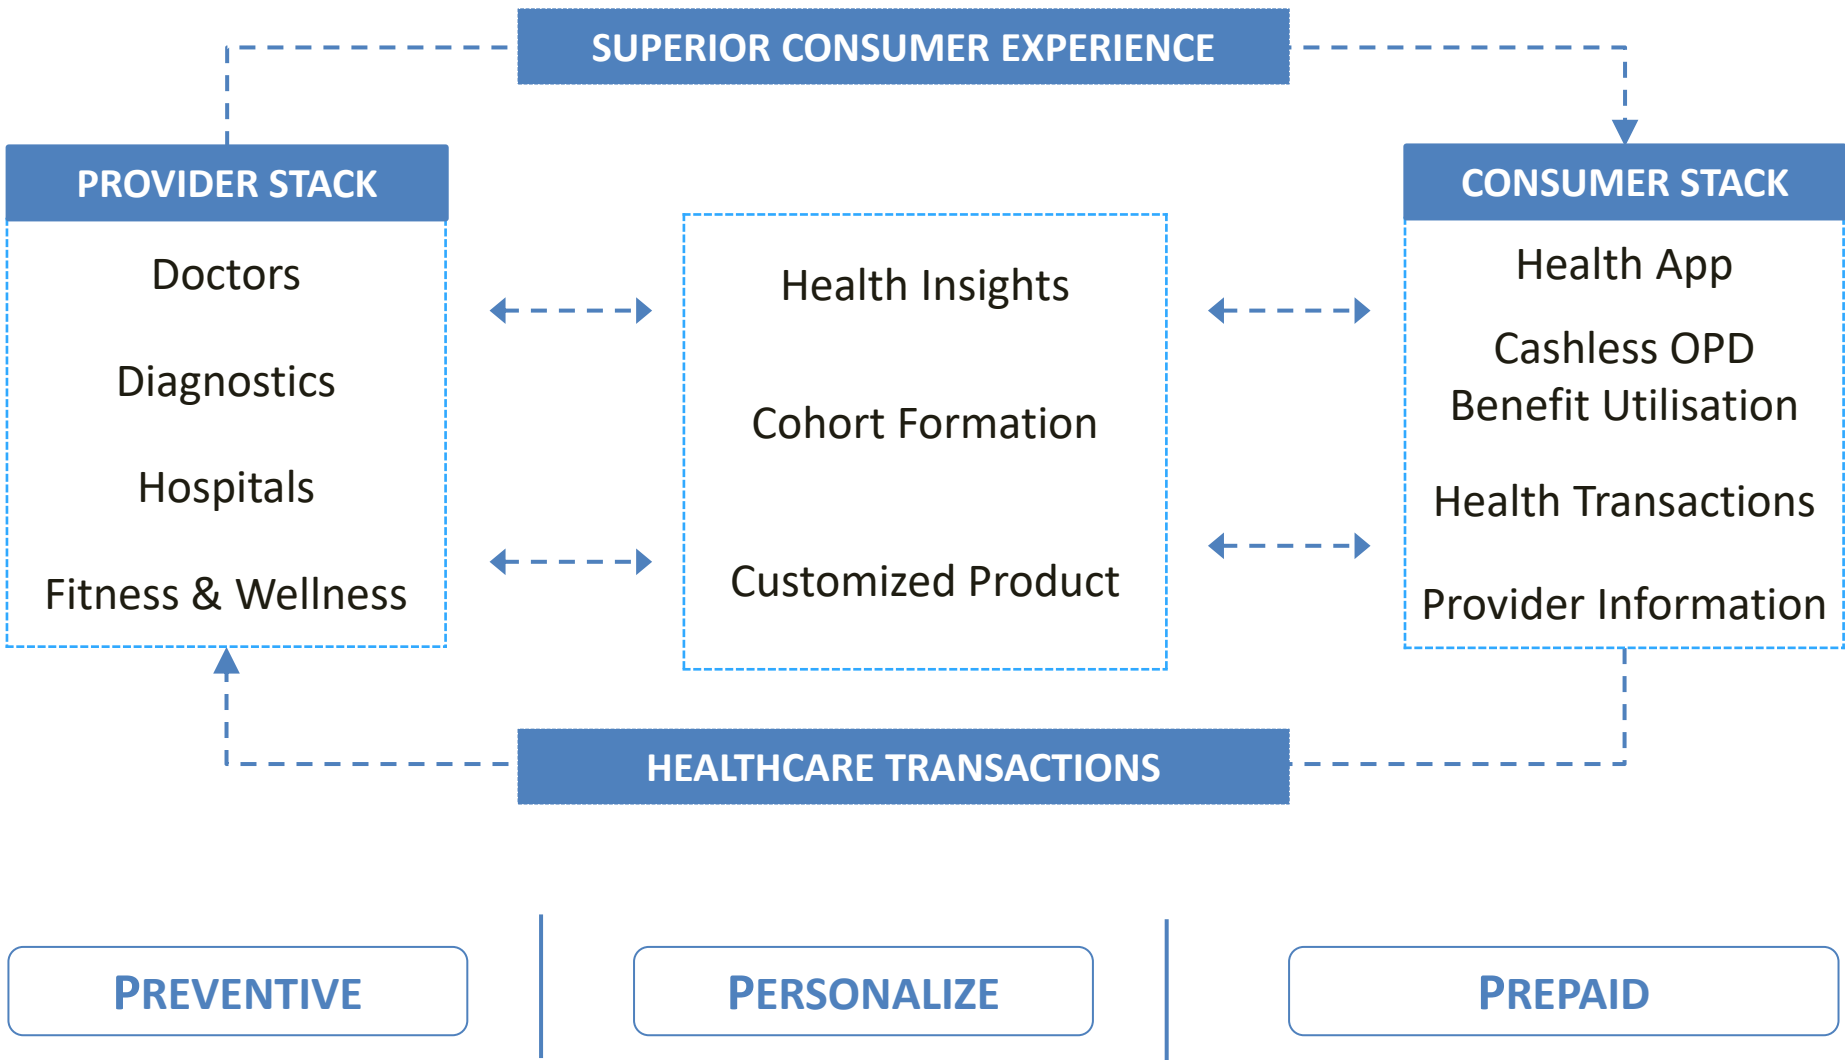 SUPERIOR CONSUMER EXPERIENCE
PROVIDER STACK
Doctors
Diagnostics
Hospitals
Fitness & Wellness
Health Insights
Cohort Formation
Customized Product
CONSUMER STACK
Health App
Cashless OPD
Benefit Utilisation
Health Transactions
Provider Information
HEALTHCARE TRANSACTIONS
PREVENTIVE
PERSONALIZE
PREPAID